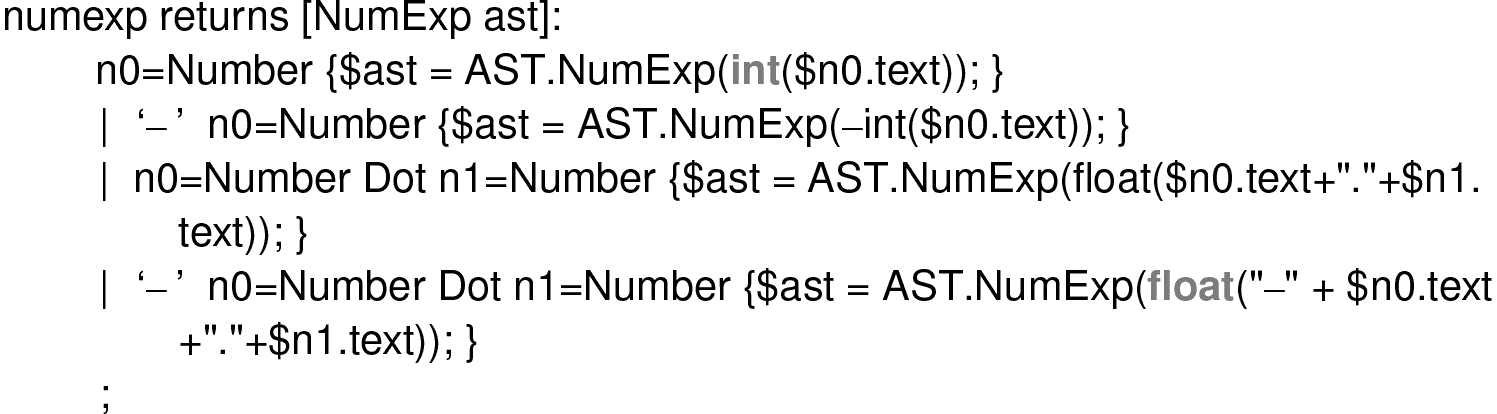 numexp returns [NumExp ast]:
n0=Number {$ast = AST.NumExp(int($n0.text)); }
| ‘–’ n0=Number {$ast = AST.NumExp(–int($n0.text)); }
| n0=Number Dot n1=Number {$ast = AST.NumExp(float($n0.text+"."+$n1.
text)); }
| ‘–’ n0=Number Dot n1=Number {$ast = AST.NumExp(float("–" + $n0.text
+"."+$n1.text)); }
;